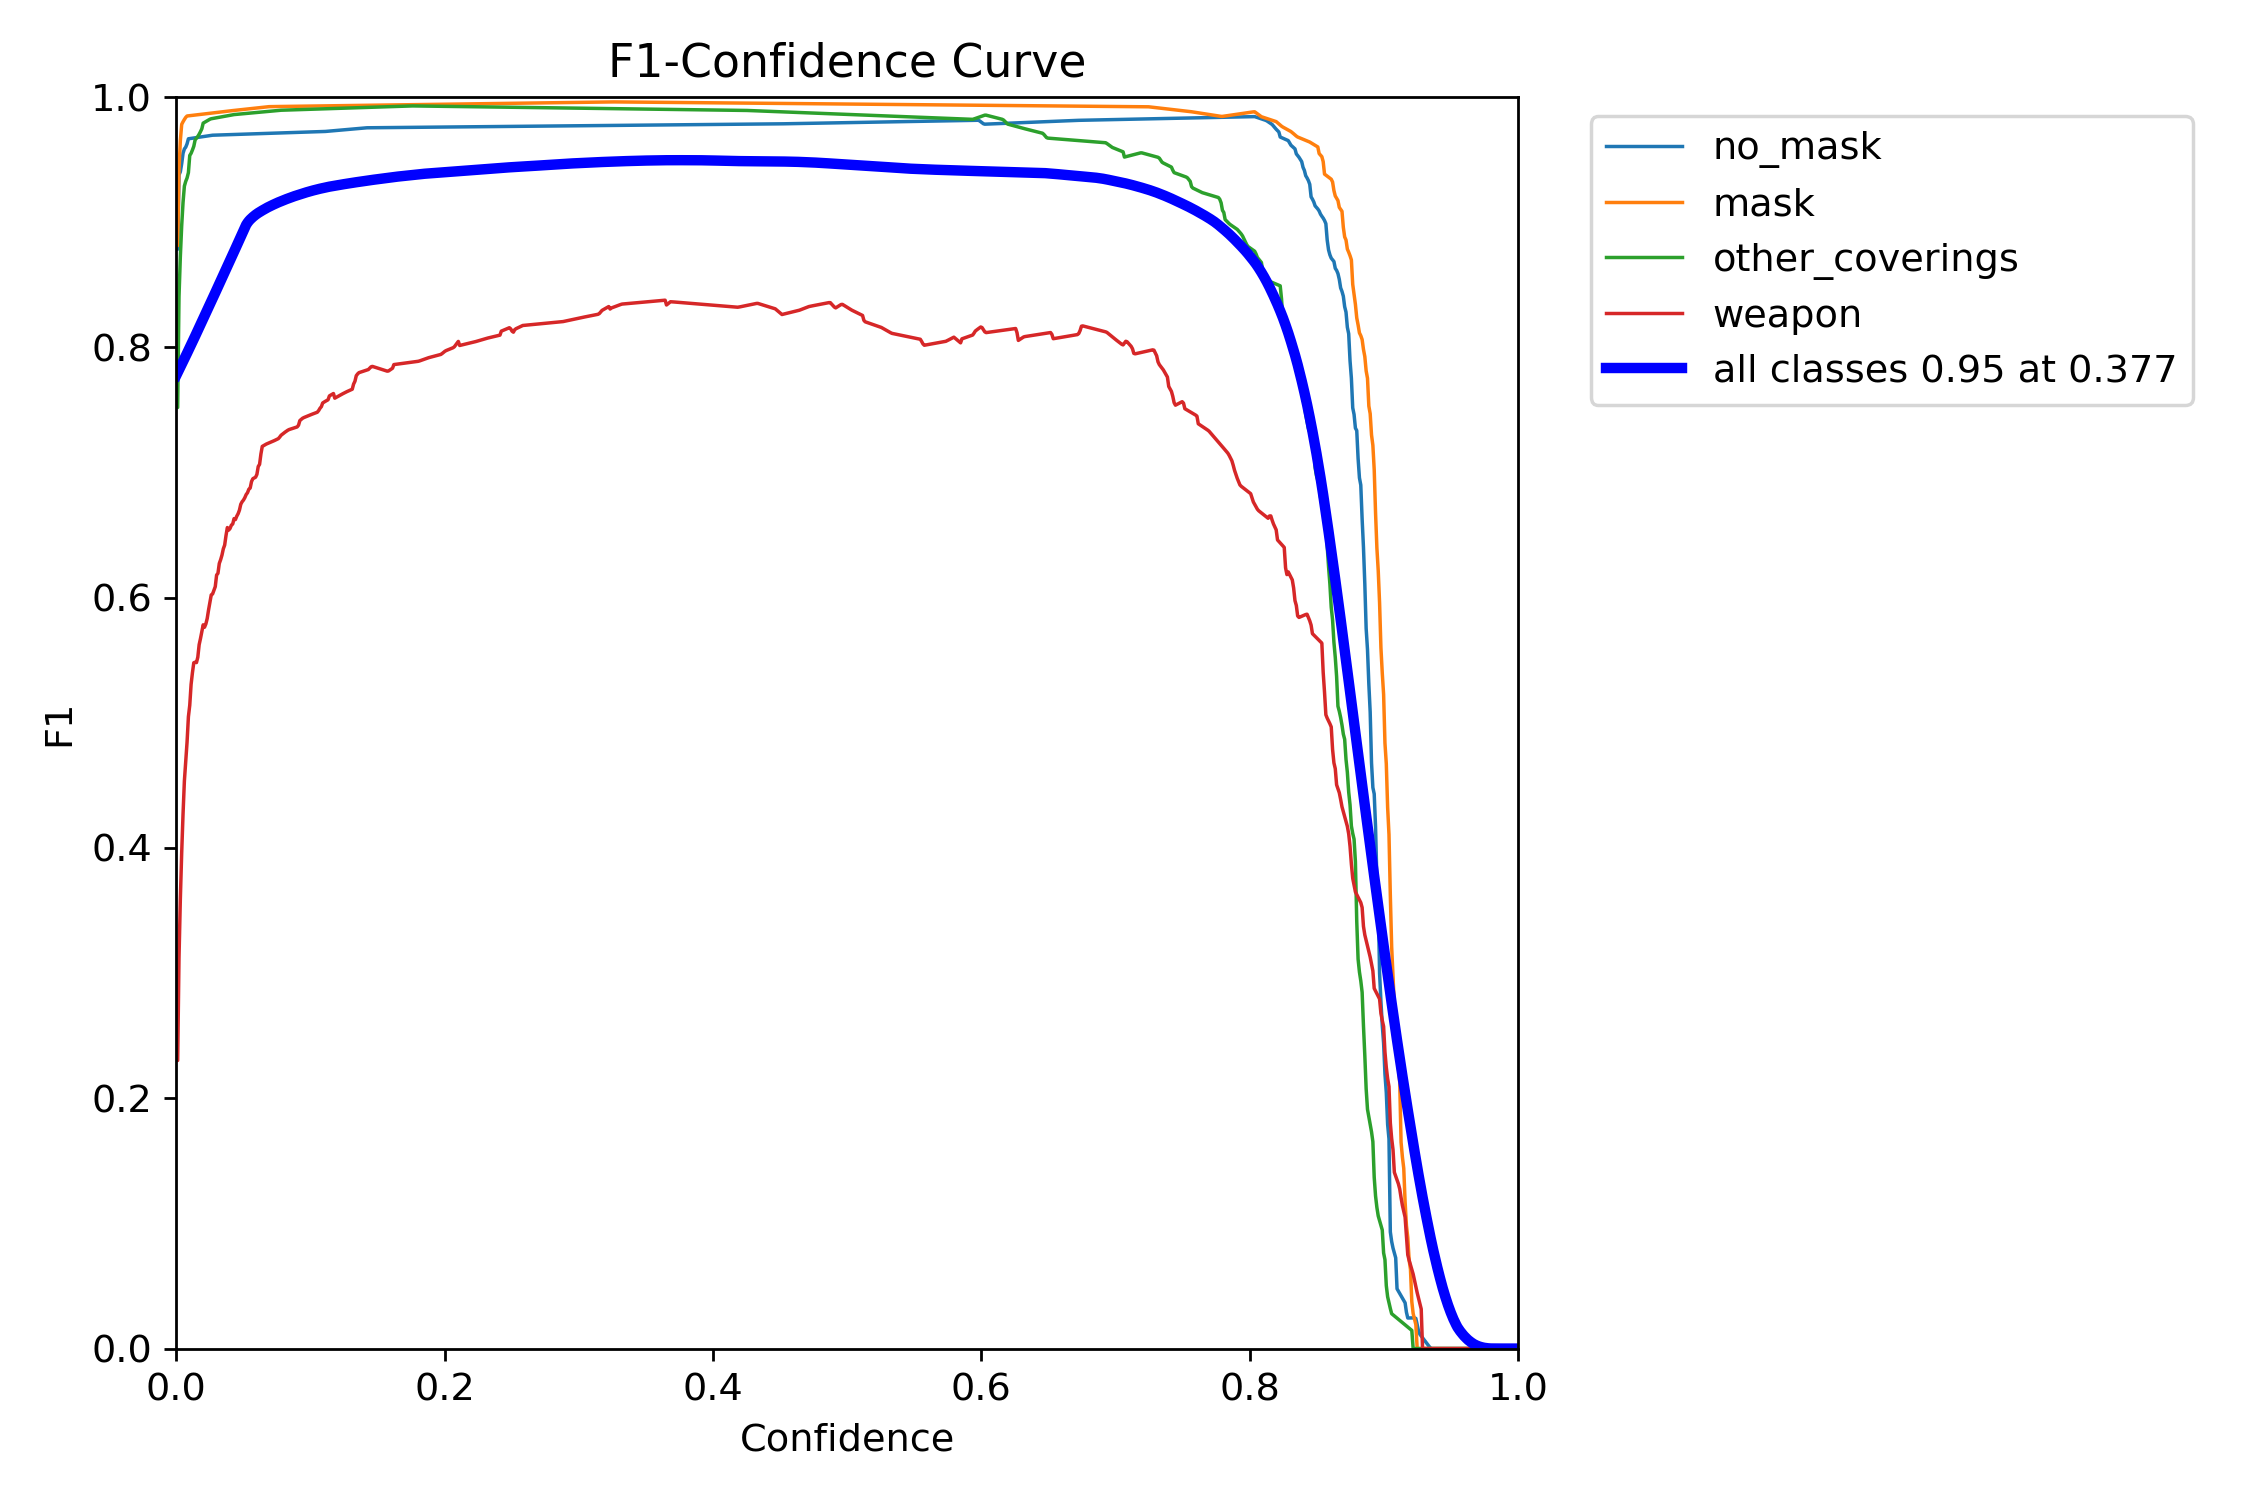 F1-Confidence Curve
1.0
0.8
0.6
0.4
0.2
0.0
F1
0.0 0.2 0.4 0.6 0.8 1.0
Confidence
no_mask
mask
other_coverings
weapon
all classes 0.95 at 0.377